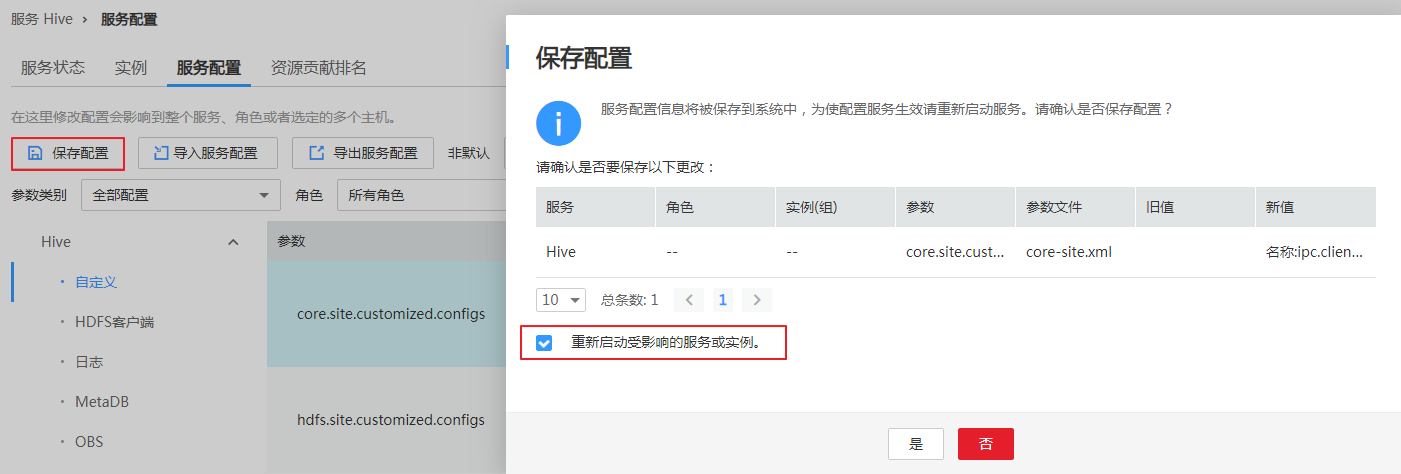 服务 Hive › 服务配置
服务状态 实例 服务配置 资源贡献排名
在这里修改配置会影响到整个服务、角色或者选定的多个主机。
保存配置 导入服务配置 导出服务配置 非默认
参数类别 全部配置 角色 所有角色
Hive
自定义
HDFS客户端
日志
MetaDB
OBS
参数
core.site.customized.configs
hdfs.site.customized.configs
保存配置
服务配置信息将被保存到系统中，为使配置服务生效请重新启动服务。请确认是否保存配置？
请确认是否要保存以下更改：
服务 角色 实例(组) 参数 参数文件 旧值 新值
Hive -- -- core.site.cust... core-site.xml 名称:ipc.clien...
10 总条数: 1 < 1 >
重新启动受影响的服务或实例。
是 否